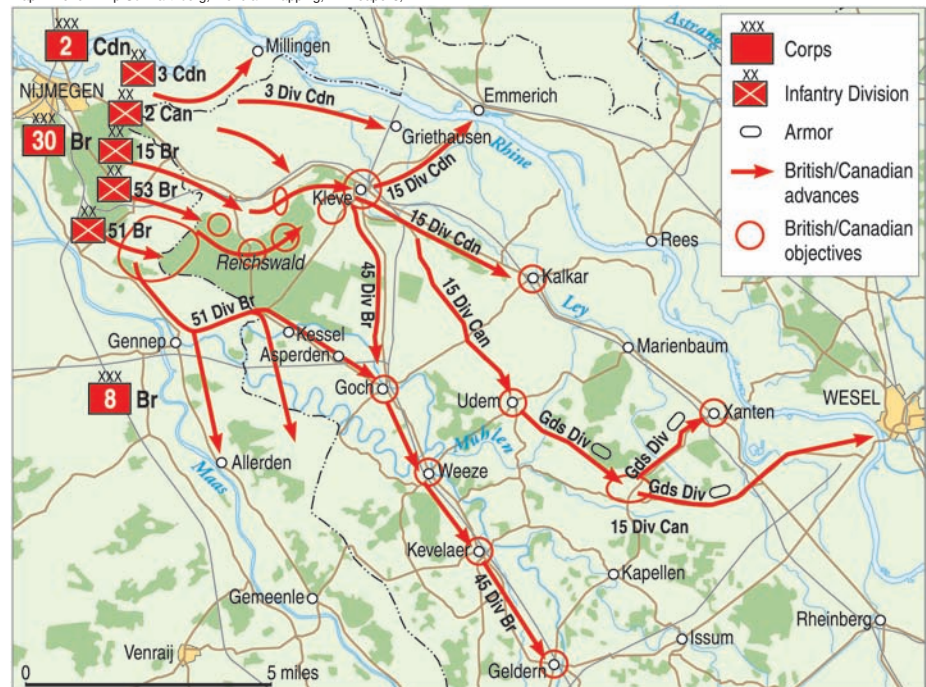 XXX
2 Cdn
XX
3 Cdn
Millingen
Astrang
NIJMEGEN
XX
2 Can
3 Div Cdn
Emmerich
Griethausen
Rhine
XXX
30 Br
XX
15 Br
15 Div Cdn
Kleve
XX
53 Br
15 Div Cdn
Rees
XX
51 Br
Reichswald
45 Div Br
15 Div Can
Kalkar
Ley
51 Div Br
Kessel
Gennep
Asperden
Marienbaum
XXX
8 Br
Goch
Udem
Xanten
WESEL
Gds Div
Gds Div
Mühlen
Allerden
Maas
Weeze
Gds Div
15 Div Can
Kevelaer
Kapellen
45 Div Br
Gemeenle
Rheinberg
Issum
Venraij
Geldern
0 5 miles
XXX
Corps
XX
Infantry Division
Armor
British/Canadian
advances
British/Canadian
objectives